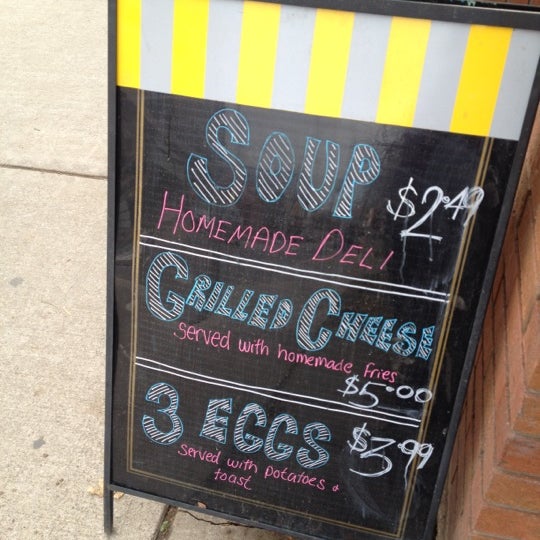 SOUP
$2.49
HOMEMADE DELI
GRILLED CHEESE
served with homemade fries
$5.00
3 EGGS
$3.99
served with potatoes &
toast